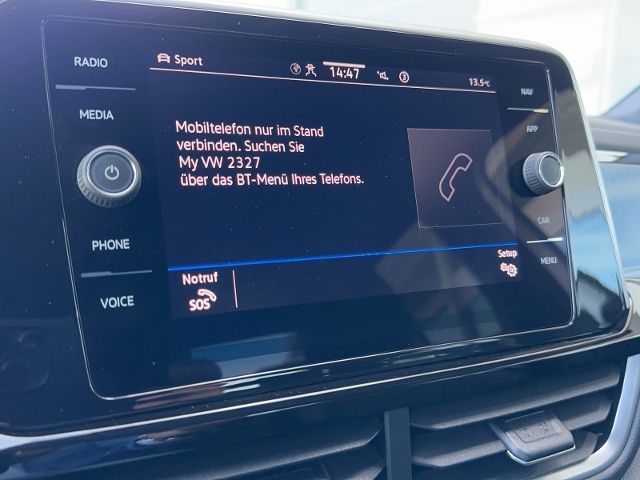 RADIO
MEDIA
PHONE
VOICE
Sport
14:47
3
13.5°C
Mobiltelefon nur im Stand
verbinden. Suchen Sie
My VW 2327
über das BT-Menü Ihres Telefons.
Notruf
SOS
Setup
NAV
APP
CAR
MENU